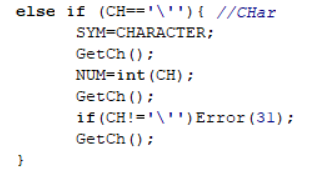 else if (CH=='\''){ //CHar
SYM=CHARACTER;
GetCh();
NUM=int(CH);
GetCh();
if(CH!='\'')Error(31);
GetCh();
}